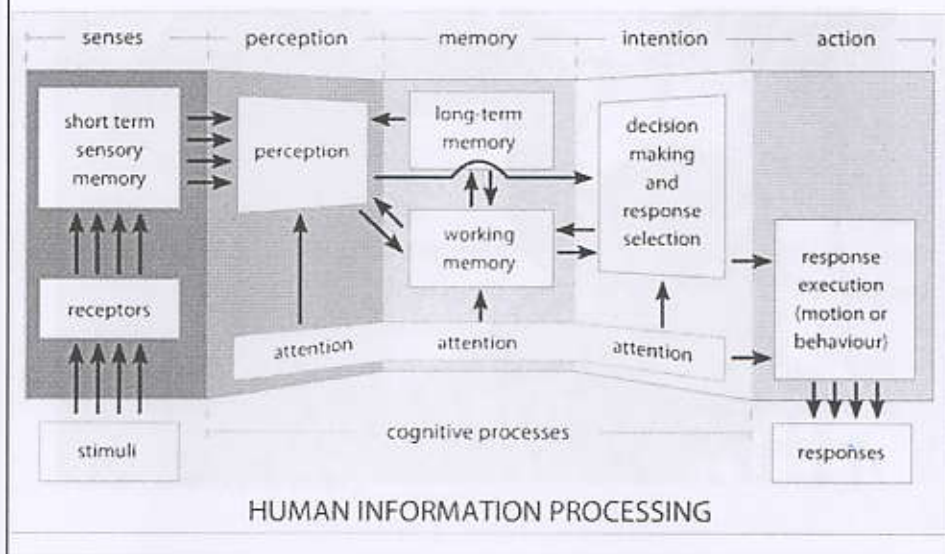 senses
perception
memory
intention
action
short term
sensory
memory
perception
long-term
memory
decision
making
and
response
selection
working
memory
receptors
response
execution
(motion or
behaviour)
attention
attention
attention
stimuli
cognitive processes
responses
HUMAN INFORMATION PROCESSING